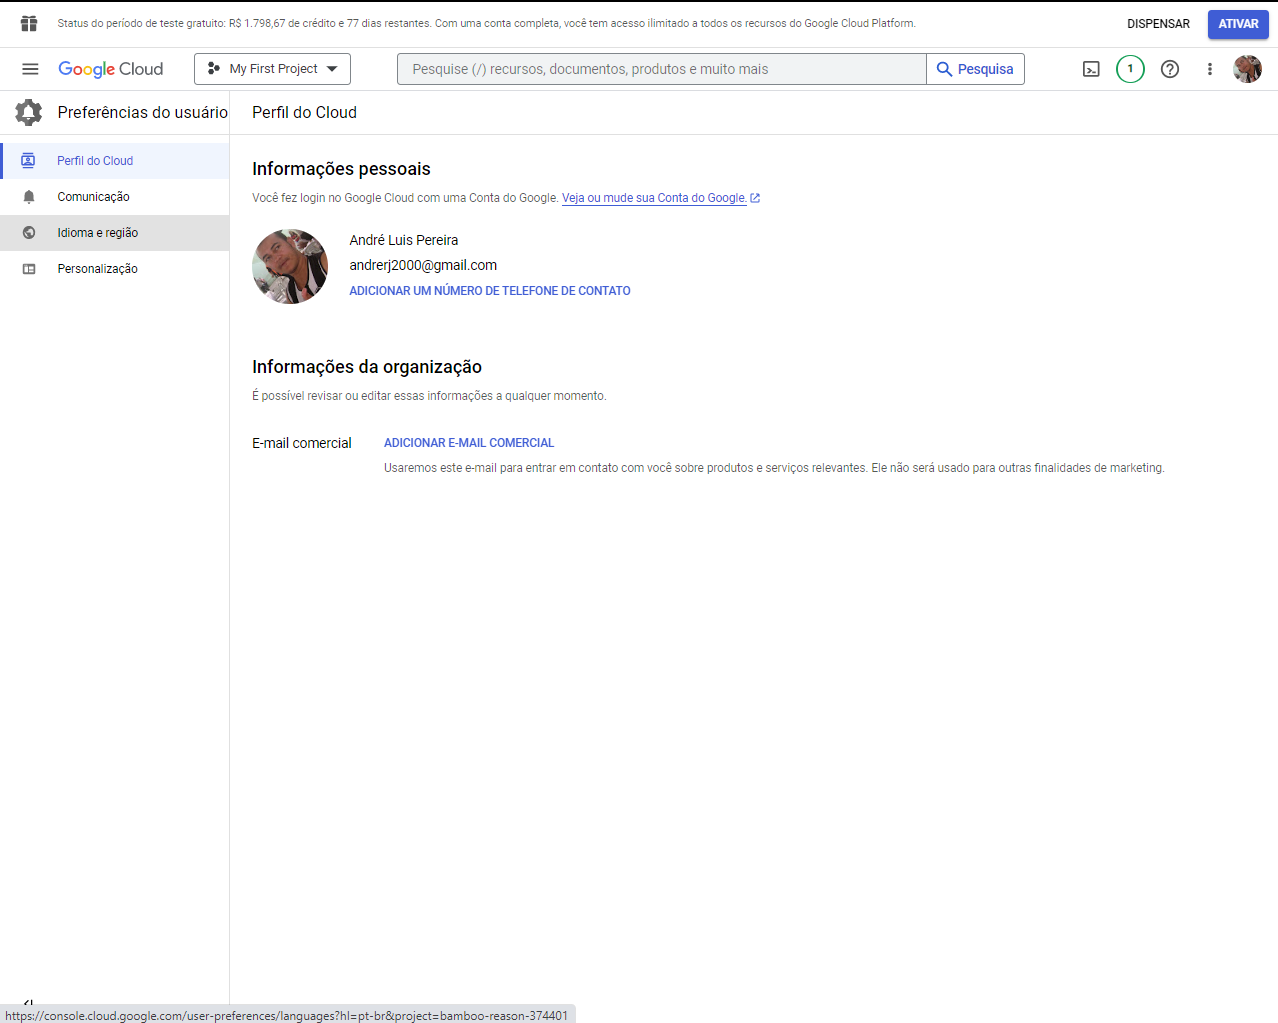 Status do período de teste gratuito: R$ 1.798,67 de crédito e 77 dias restantes. Com uma conta completa, você tem acesso ilimitado a todos os recursos do Google Cloud Platform.
DISPENSAR
ATIVAR
Google Cloud
My First Project
Pesquise (/) recursos, documentos, produtos e muito mais
Pesquisa
1
Preferências do usuário
Perfil do Cloud
Perfil do Cloud
Comunicação
Idioma e região
Personalização
Informações pessoais
Você fez login no Google Cloud com uma Conta do Google. Veja ou mude sua Conta do Google.
André Luis Pereira
andrerj2000@gmail.com
ADICIONAR UM NÚMERO DE TELEFONE DE CONTATO
Informações da organização
É possível revisar ou editar essas informações a qualquer momento.
E-mail comercial
ADICIONAR E-MAIL COMERCIAL
Usaremos este e-mail para entrar em contato com você sobre produtos e serviços relevantes. Ele não será usado para outras finalidades de marketing.
https://console.cloud.google.com/user-preferences/languages?hl=pt-br&project=bamboo-reason-374401